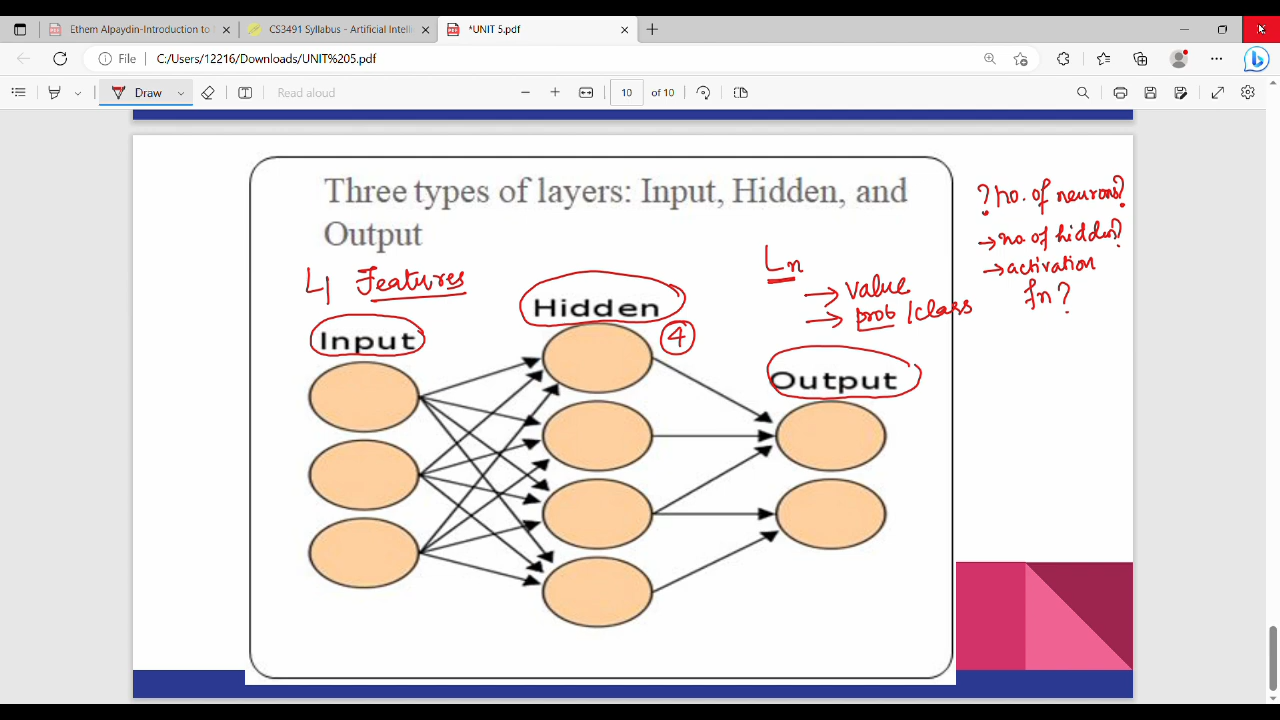 Ethem Alpaydin-Introduction to
CS3491 Syllabus - Artificial Intelli
*UNIT 5.pdf
File
C:/Users/12216/Downloads/UNIT%205.pdf
Draw
Read aloud
10
of 10
Three types of layers: Input, Hidden, and
Output
? no. of neurons?
→ no. of hidden?
→ activation
fn?
L1 Features
Ln
→ value
→ prob/class
Hidden
4
Input
Output